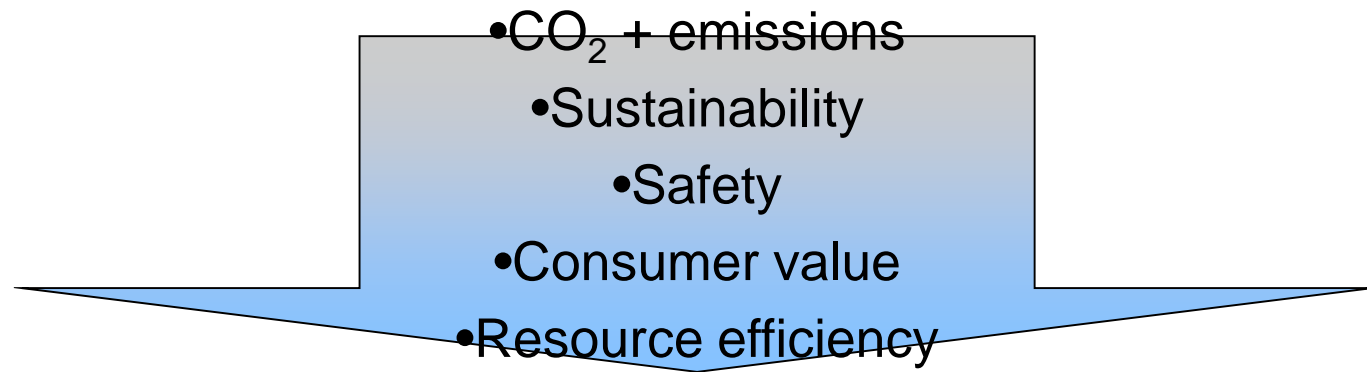 •CO₂ + emissions
•Sustainability
•Safety
•Consumer value
•Resource efficiency